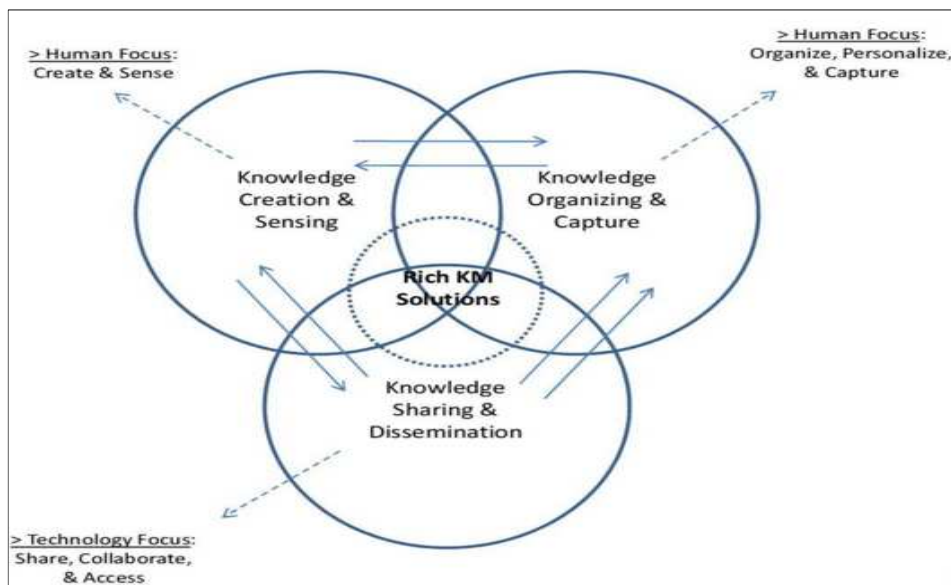 > Human Focus:
Create & Sense
> Human Focus:
Organize, Personalize,
& Capture
Knowledge
Creation &
Sensing
Knowledge
Organizing &
Capture
Rich KM
Solutions
Knowledge
Sharing &
Dissemination
> Technology Focus:
Share, Collaborate,
& Access